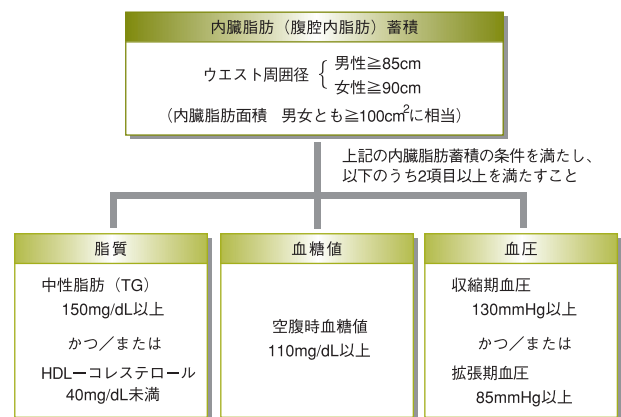 内臓脂肪（腹腔内脂肪）蓄積
ウエスト周囲径
男性≧85cm
女性≧90cm
（内臓脂肪面積　男女とも≧100cm²に相当）
上記の内臓脂肪蓄積の条件を満たし、
以下のうち2項目以上を満たすこと
脂質
中性脂肪（TG）
150mg/dL以上
かつ／または
HDLーコレステロール
40mg/dL未満
血糖値
空腹時血糖値
110mg/dL以上
血圧
収縮期血圧
130mmHg以上
かつ／または
拡張期血圧
85mmHg以上